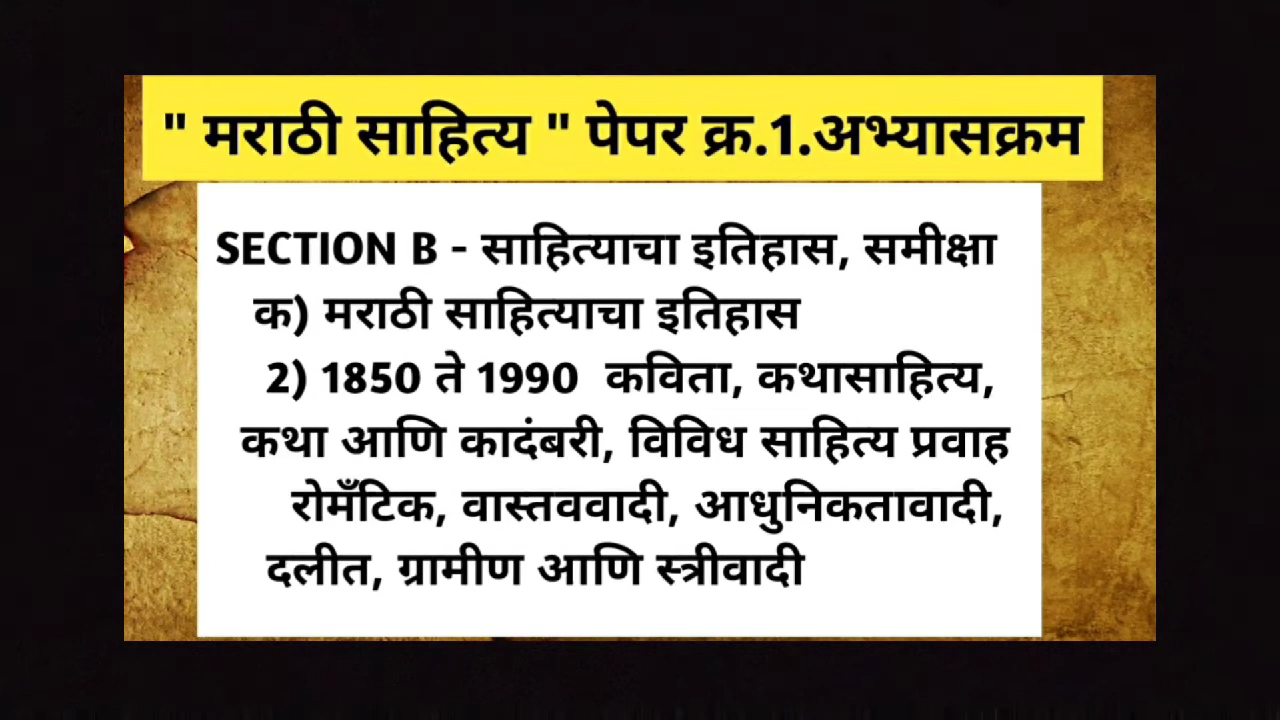 " मराठी साहित्य " पेपर क्र.1.अभ्यासक्रम
SECTION B - साहित्याचा इतिहास, समीक्षा
क) मराठी साहित्याचा इतिहास
2) 1850 ते 1990 कविता, कथासाहित्य,
कथा आणि कादंबरी, विविध साहित्य प्रवाह
रोमँटिक, वास्तववादी, आधुनिकतावादी,
दलीत, ग्रामीण आणि स्त्रीवादी